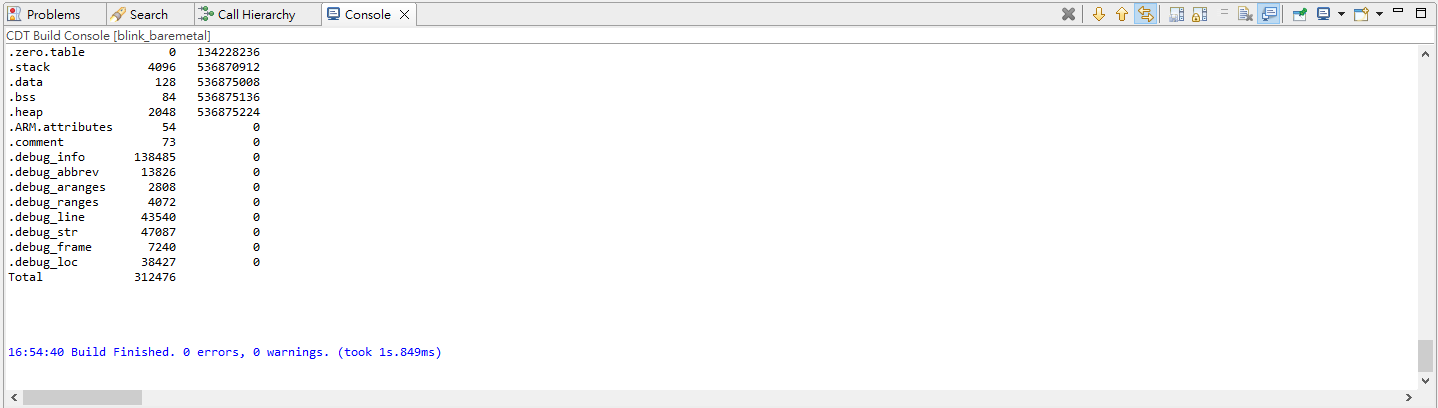 Problems Search Call Hierarchy Console
CDT Build Console [blink_baremetal]
.zero.table 0 134228236
.stack 4096 536870912
.data 128 536875008
.bss 84 536875136
.heap 2048 536875224
.ARM.attributes 54 0
.comment 73 0
.debug_info 138485 0
.debug_abbrev 13826 0
.debug_aranges 2808 0
.debug_ranges 4072 0
.debug_line 43540 0
.debug_str 47087 0
.debug_frame 7240 0
.debug_loc 38427 0
Total 312476
16:54:40 Build Finished. 0 errors, 0 warnings. (took 1s.849ms)